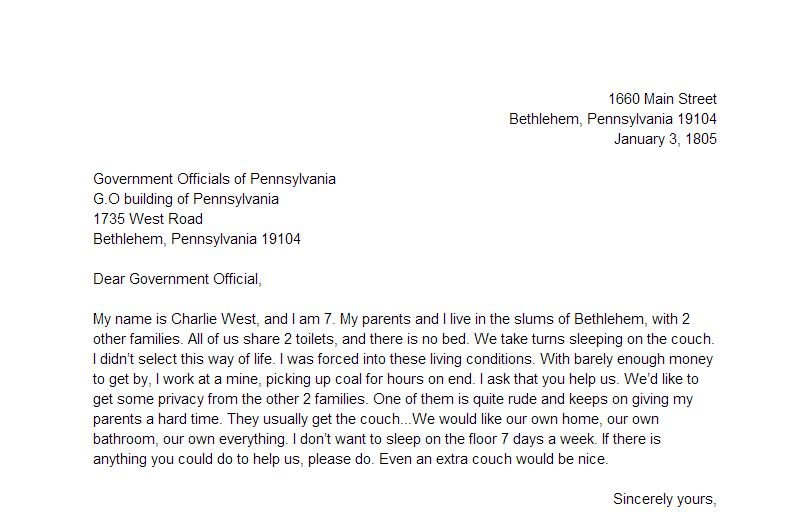 1660 Main Street
Bethlehem, Pennsylvania 19104
January 3, 1805
Government Officials of Pennsylvania
G.O building of Pennsylvania
1735 West Road
Bethlehem, Pennsylvania 19104
Dear Government Official,
My name is Charlie West, and I am 7. My parents and I live in the slums of Bethlehem, with 2
other families. All of us share 2 toilets, and there is no bed. We take turns sleeping on the couch.
I didn’t select this way of life. I was forced into these living conditions. With barely enough money
to get by, I work at a mine, picking up coal for hours on end. I ask that you help us. We’d like to
get some privacy from the other 2 families. One of them is quite rude and keeps on giving my
parents a hard time. They usually get the couch...We would like our own home, our own
bathroom, our own everything. I don’t want to sleep on the floor 7 days a week. If there is
anything you could do to help us, please do. Even an extra couch would be nice.
Sincerely yours,